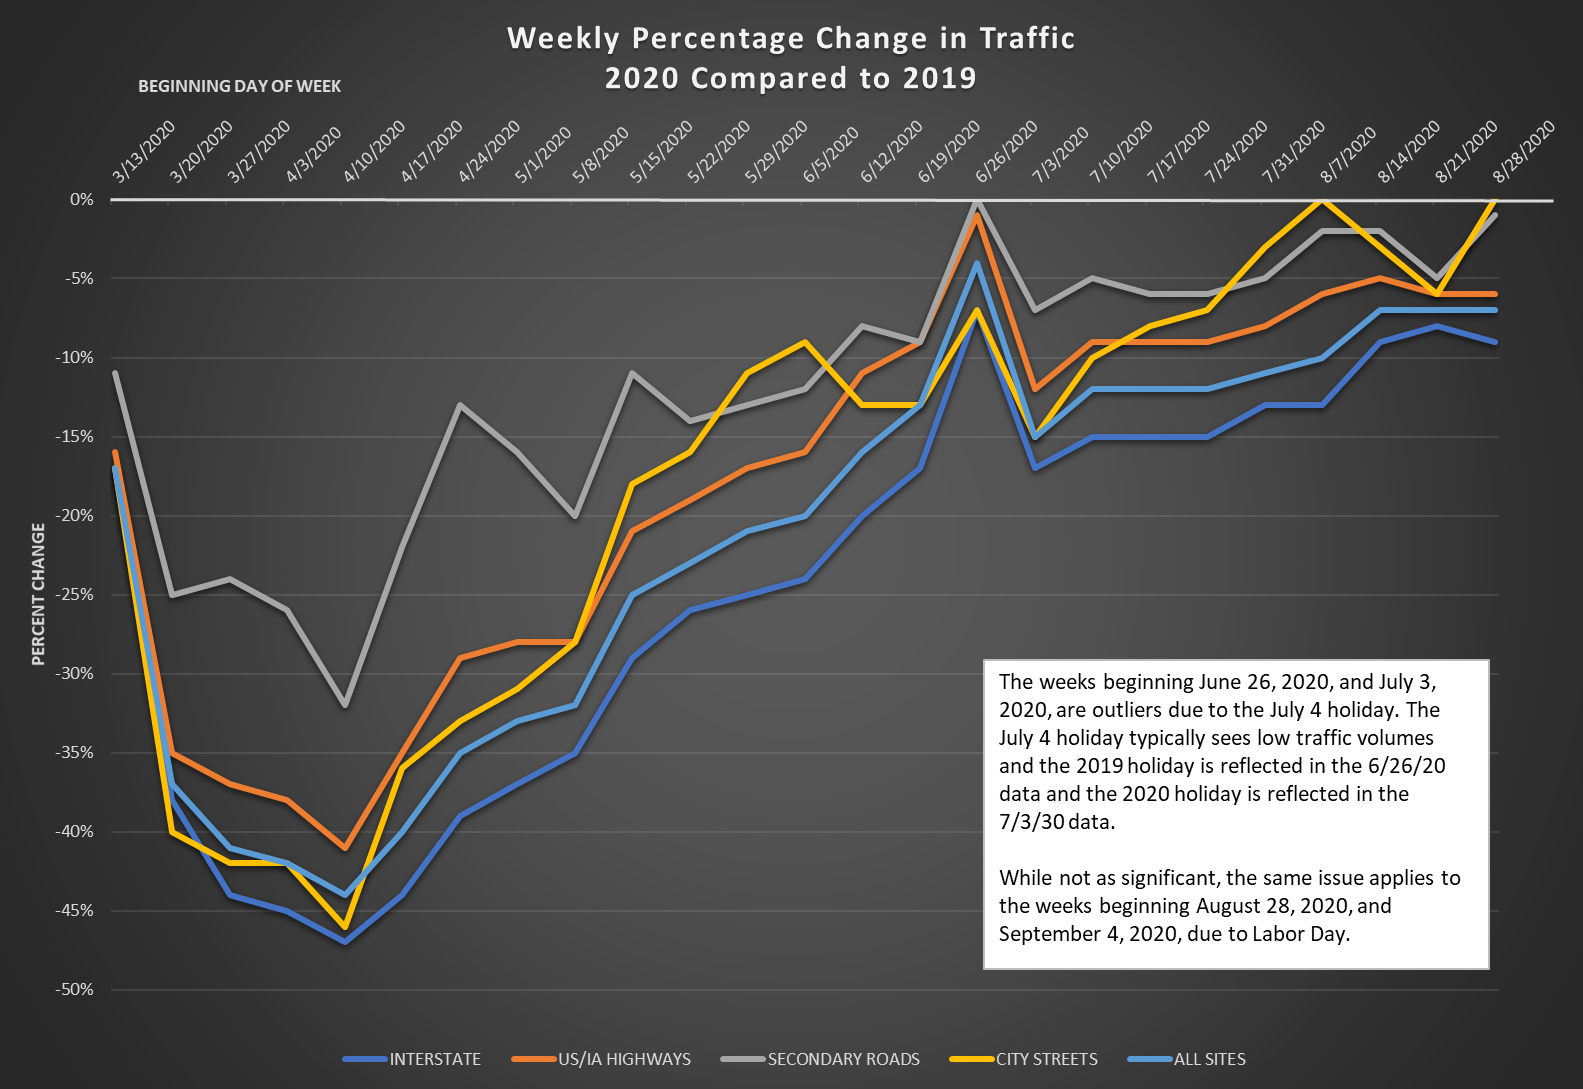 Weekly Percentage Change in Traffic
2020 Compared to 2019
BEGINNING DAY OF WEEK
3/13/2020
3/20/2020
3/27/2020
4/3/2020
4/10/2020
4/17/2020
4/24/2020
5/1/2020
5/8/2020
5/15/2020
5/22/2020
5/29/2020
6/5/2020
6/12/2020
6/19/2020
6/26/2020
7/3/2020
7/10/2020
7/17/2020
7/24/2020
7/31/2020
8/7/2020
8/14/2020
8/21/2020
8/28/2020
0%
-5%
-10%
-15%
-20%
-25%
-30%
-35%
-40%
-45%
-50%
PERCENT CHANGE
The weeks beginning June 26, 2020, and July 3,
2020, are outliers due to the July 4 holiday. The
July 4 holiday typically sees low traffic volumes
and the 2019 holiday is reflected in the 6/26/20
data and the 2020 holiday is reflected in the
7/3/30 data.
While not as significant, the same issue applies to
the weeks beginning August 28, 2020, and
September 4, 2020, due to Labor Day.
INTERSTATE
US/IA HIGHWAYS
SECONDARY ROADS
CITY STREETS
ALL SITES